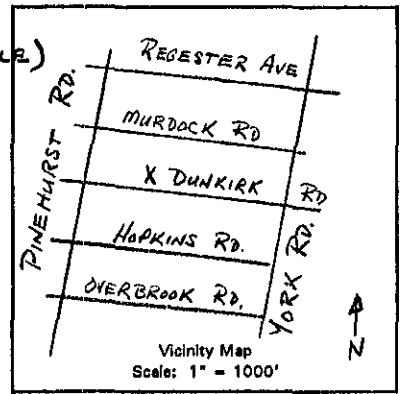 REGESTER AVE
MURDOCK RD
X DUNKIRK RD
HOPKINS RD.
OVERBROOK RD.
PINEHURST RD.
YORK RD.
N
Vicinity Map
Scale: 1" = 1000'